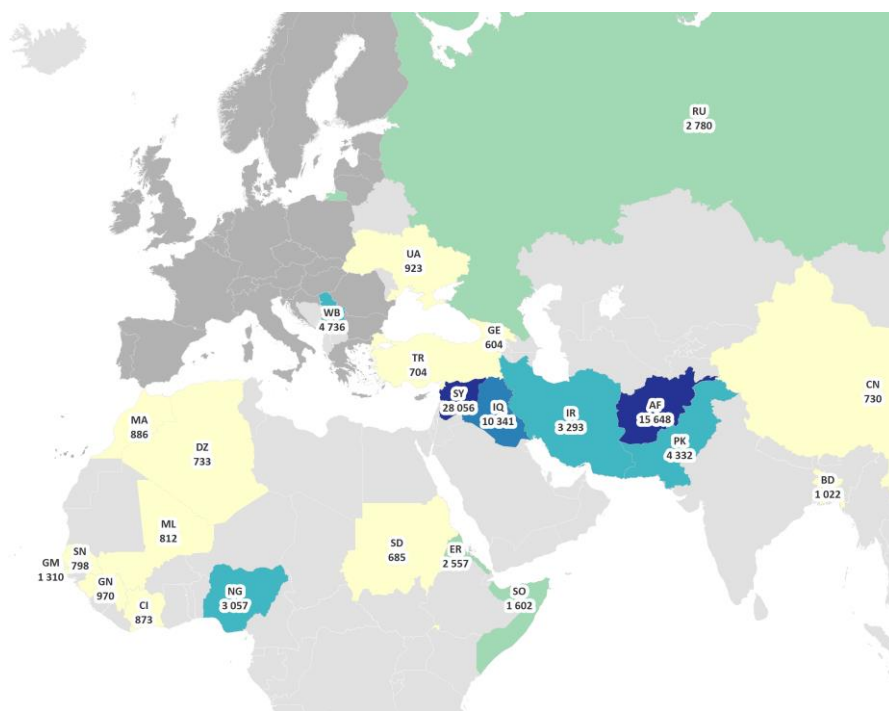 RU
2 780
UA
923
WB
4 736
GE
604
TR
704
CN
730
SY
28 056
IQ
10 341
IR
3 293
AF
15 648
PK
4 332
MA
886
DZ
733
BD
1 022
ML
812
SD
685
ER
2 557
SN
798
GM
1 310
GN
970
NG
3 057
SO
1 602
CI
873